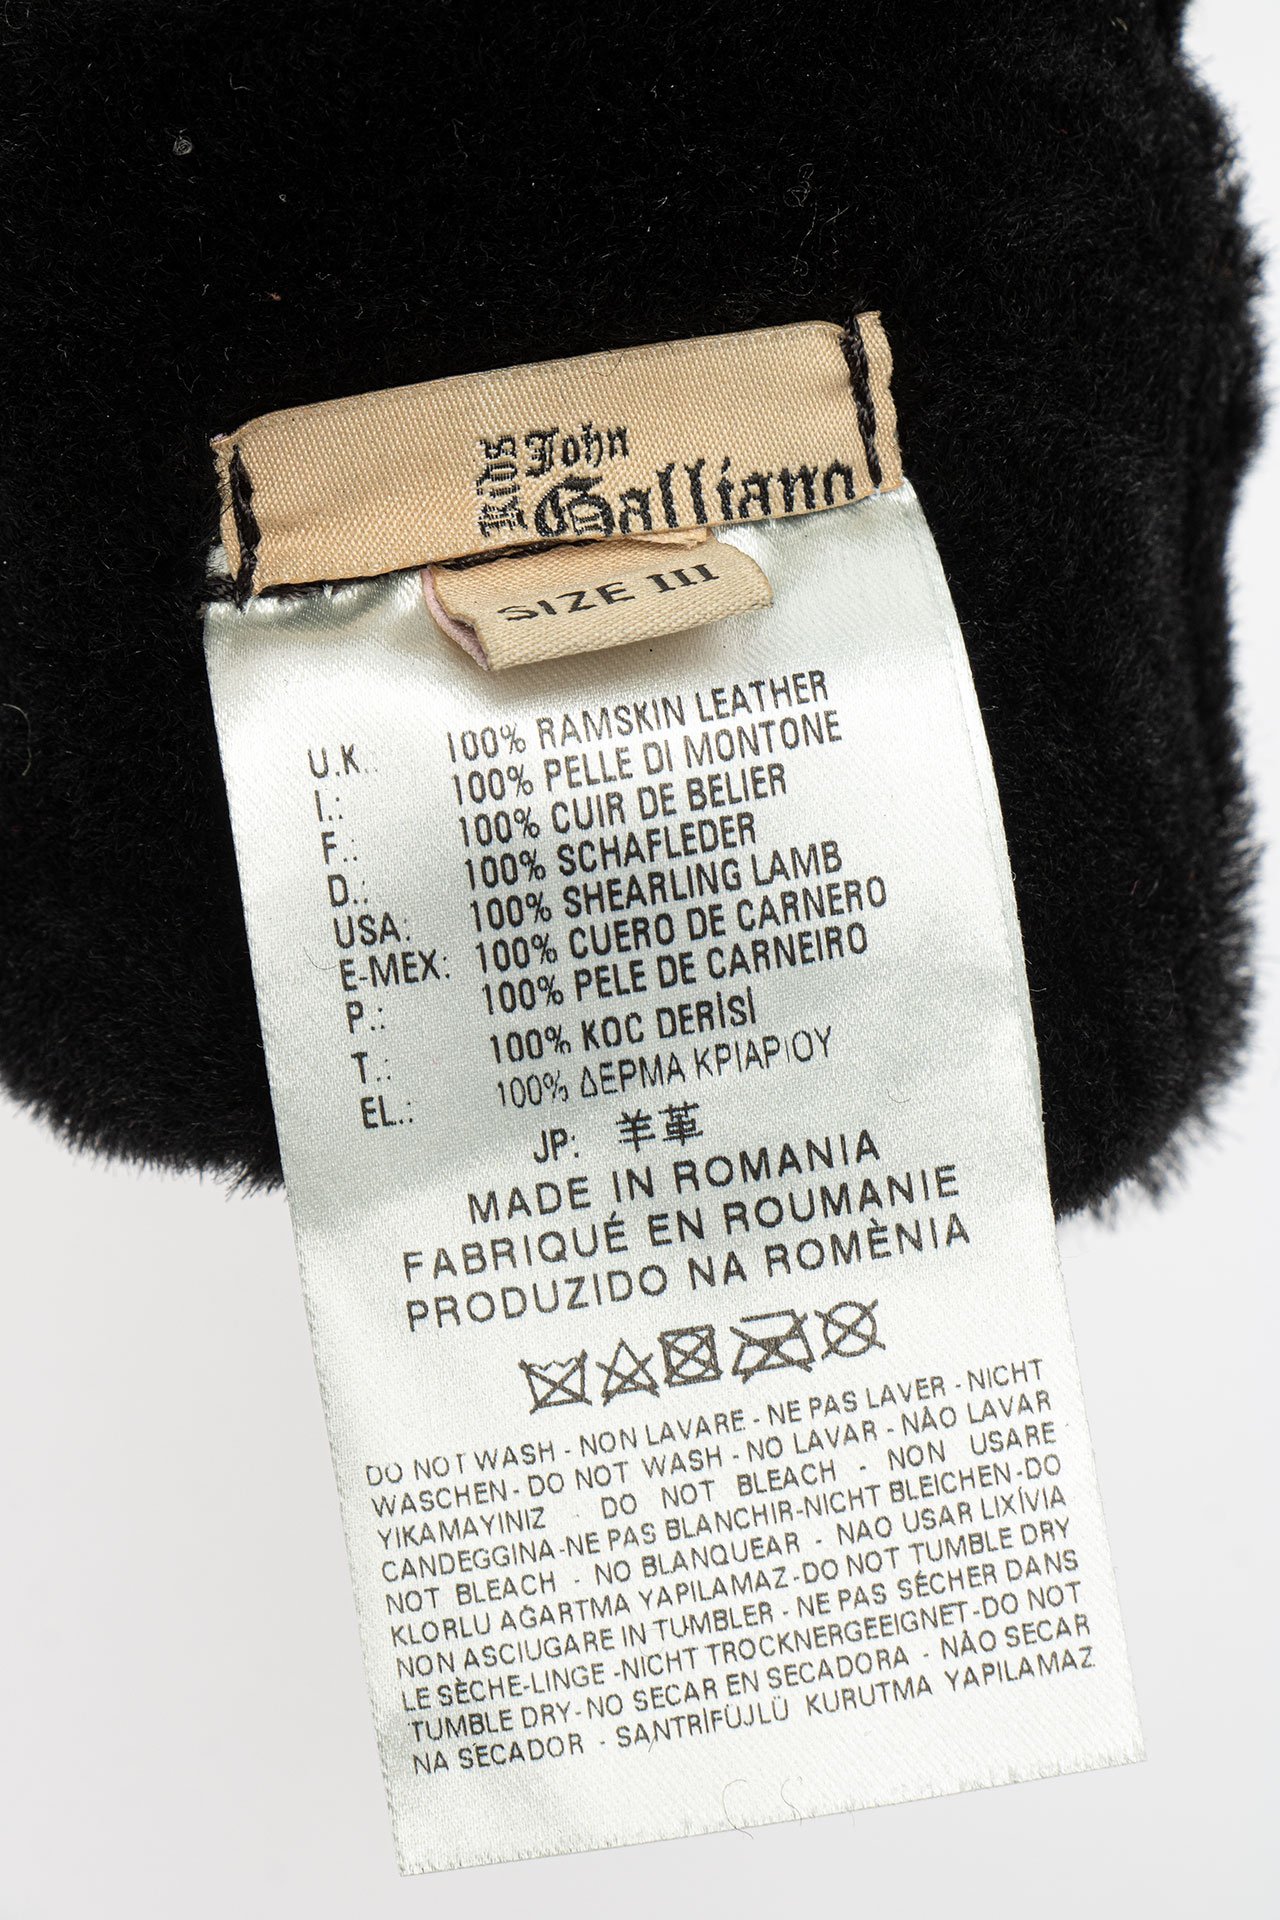 KIDS John
Galliano
SIZE III
U.K.: 100% RAMSKIN LEATHER
I.: 100% PELLE DI MONTONE
F.: 100% CUIR DE BELIER
D.: 100% SCHAFLEDER
USA: 100% SHEARLING LAMB
E-MEX: 100% CUERO DE CARNERO
P.: 100% PELE DE CARNEIRO
T.: 100% KOC DERİSİ
EL.: 100% ΔΕΡΜΑ ΚΡΙΑΡΙΟΥ
JP: 羊革
MADE IN ROMANIA
FABRIQUÉ EN ROUMANIE
PRODUZIDO NA ROMÈNIA
DO NOT WASH - NON LAVARE - NE PAS LAVER - NICHT
WASCHEN - DO NOT WASH - NO LAVAR - NÃO LAVAR
YIKAMAYINIZ . DO NOT BLEACH - NON USARE
CANDEGGINA-NE PAS BLANCHIR-NICHT BLEICHEN-DO
NOT BLEACH - NO BLANQUEAR - NAO USAR LIXÍVIA
KLORLU AĞARTMA YAPILAMAZ-DO NOT TUMBLE DRY
NON ASCIUGARE IN TUMBLER - NE PAS SÉCHER DANS
LE SÈCHE-LINGE -NICHT TROCKNERGEEIGNET-DO NOT
TUMBLE DRY-NO SECAR EN SECADORA - NÃO SECAR
NA SECADOR - SANTRİFÜJLÜ KURUTMA YAPILAMAZ